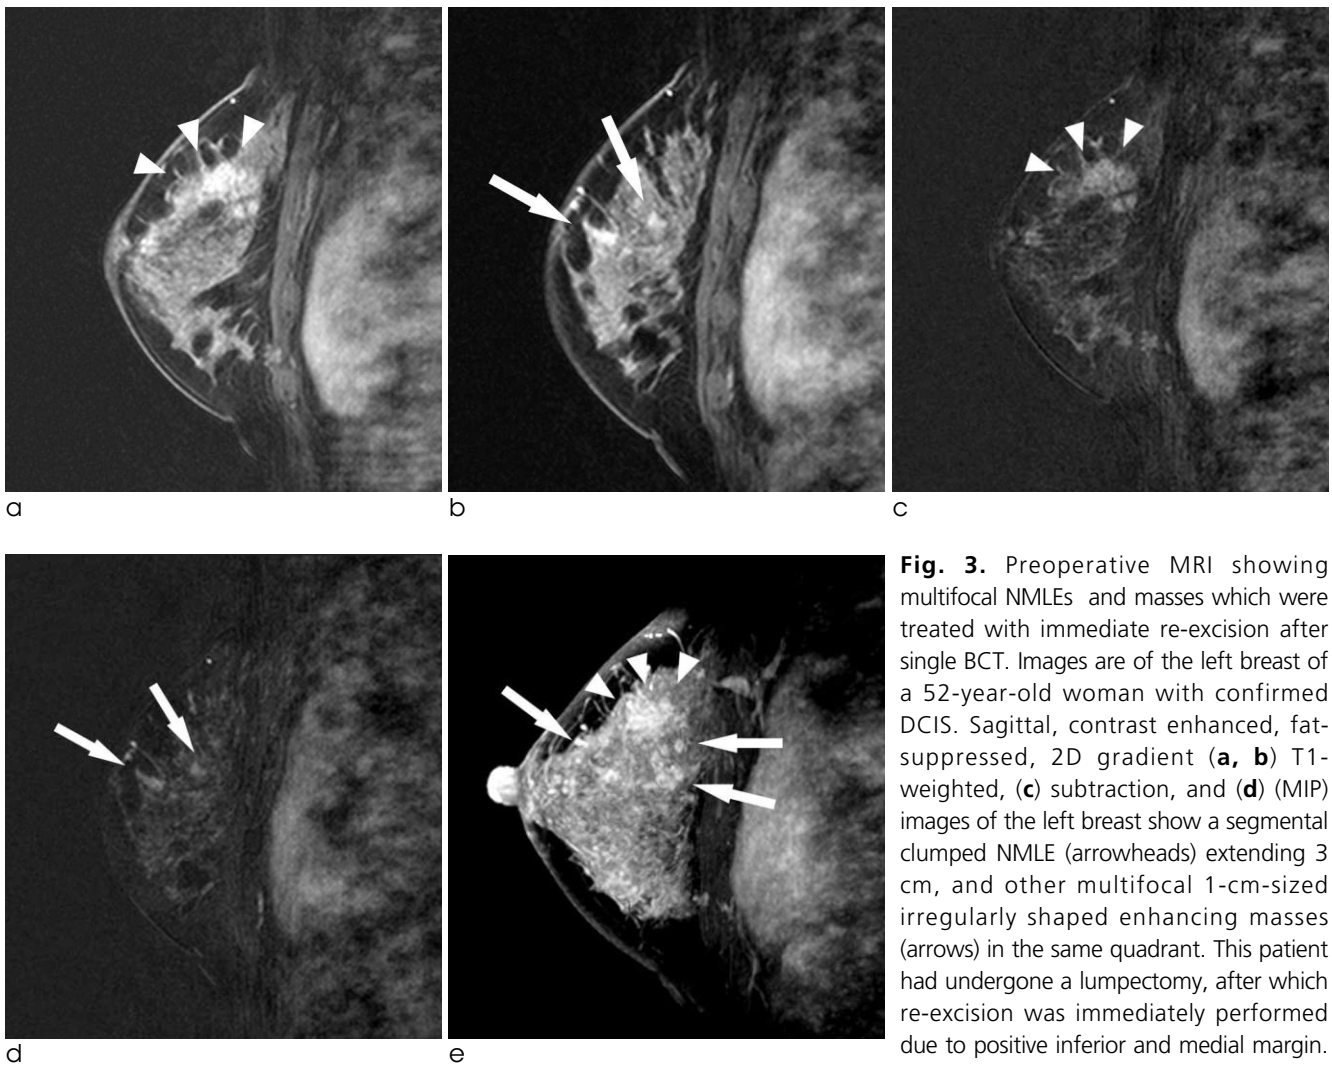 a
b
c
d
e
Fig. 3. Preoperative MRI showing
multifocal NMLEs and masses which were
treated with immediate re-excision after
single BCT. Images are of the left breast of
a 52-year-old woman with confirmed
DCIS. Sagittal, contrast enhanced, fat-
suppressed, 2D gradient (a, b) T1-
weighted, (c) subtraction, and (d) (MIP)
images of the left breast show a segmental
clumped NMLE (arrowheads) extending 3
cm, and other multifocal 1-cm-sized
irregularly shaped enhancing masses
(arrows) in the same quadrant. This patient
had undergone a lumpectomy, after which
re-excision was immediately performed
due to positive inferior and medial margin.